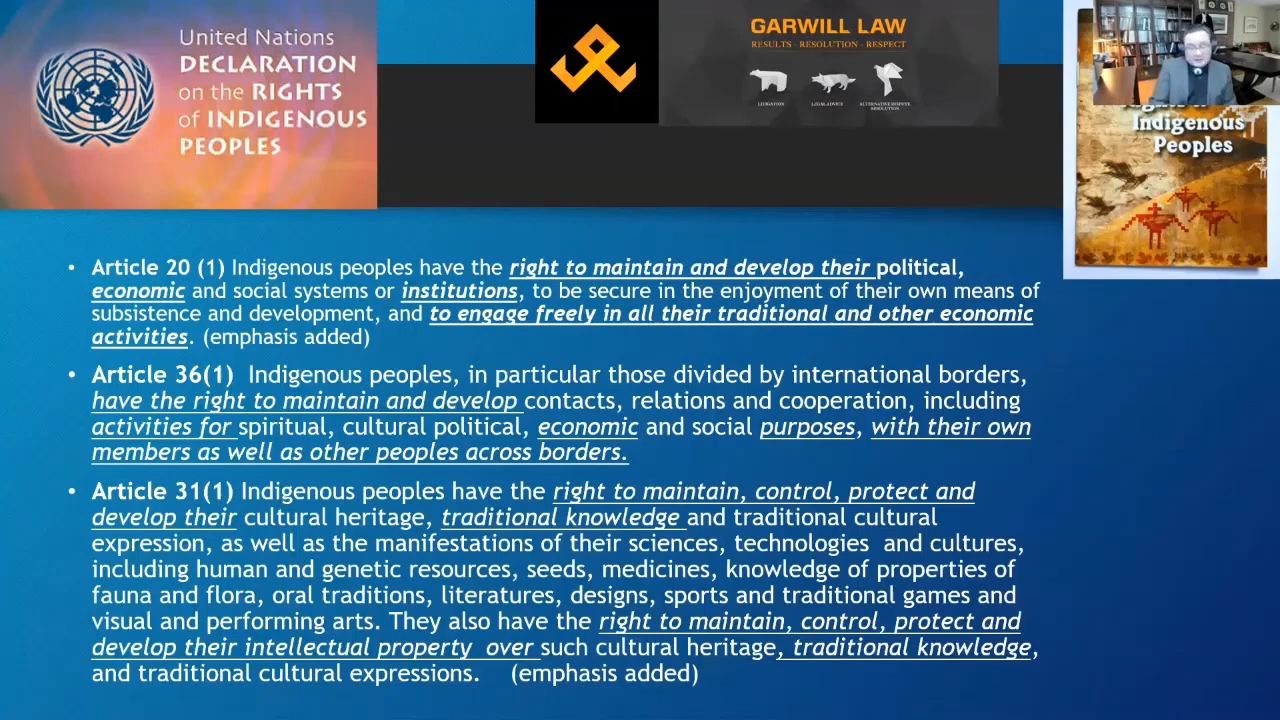 United Nations
DECLARATION
on the RIGHTS
of INDIGENOUS
PEOPLES
GARWILL LAW
RESULTS · RESOLUTION · RESPECT
LITIGATION LEGAL ADVICE ALTERNATIVE DISPUTE
RESOLUTION
Indigenous
Peoples
• Article 20 (1) Indigenous peoples have the right to maintain and develop their political,
economic and social systems or institutions, to be secure in the enjoyment of their own means of
subsistence and development, and to engage freely in all their traditional and other economic
activities. (emphasis added)
• Article 36(1) Indigenous peoples, in particular those divided by international borders,
have the right to maintain and develop contacts, relations and cooperation, including
activities for spiritual, cultural political, economic and social purposes, with their own
members as well as other peoples across borders.
• Article 31(1) Indigenous peoples have the right to maintain, control, protect and
develop their cultural heritage, traditional knowledge and traditional cultural
expression, as well as the manifestations of their sciences, technologies and cultures,
including human and genetic resources, seeds, medicines, knowledge of properties of
fauna and flora, oral traditions, literatures, designs, sports and traditional games and
visual and performing arts. They also have the right to maintain, control, protect and
develop their intellectual property over such cultural heritage, traditional knowledge,
and traditional cultural expressions. (emphasis added)